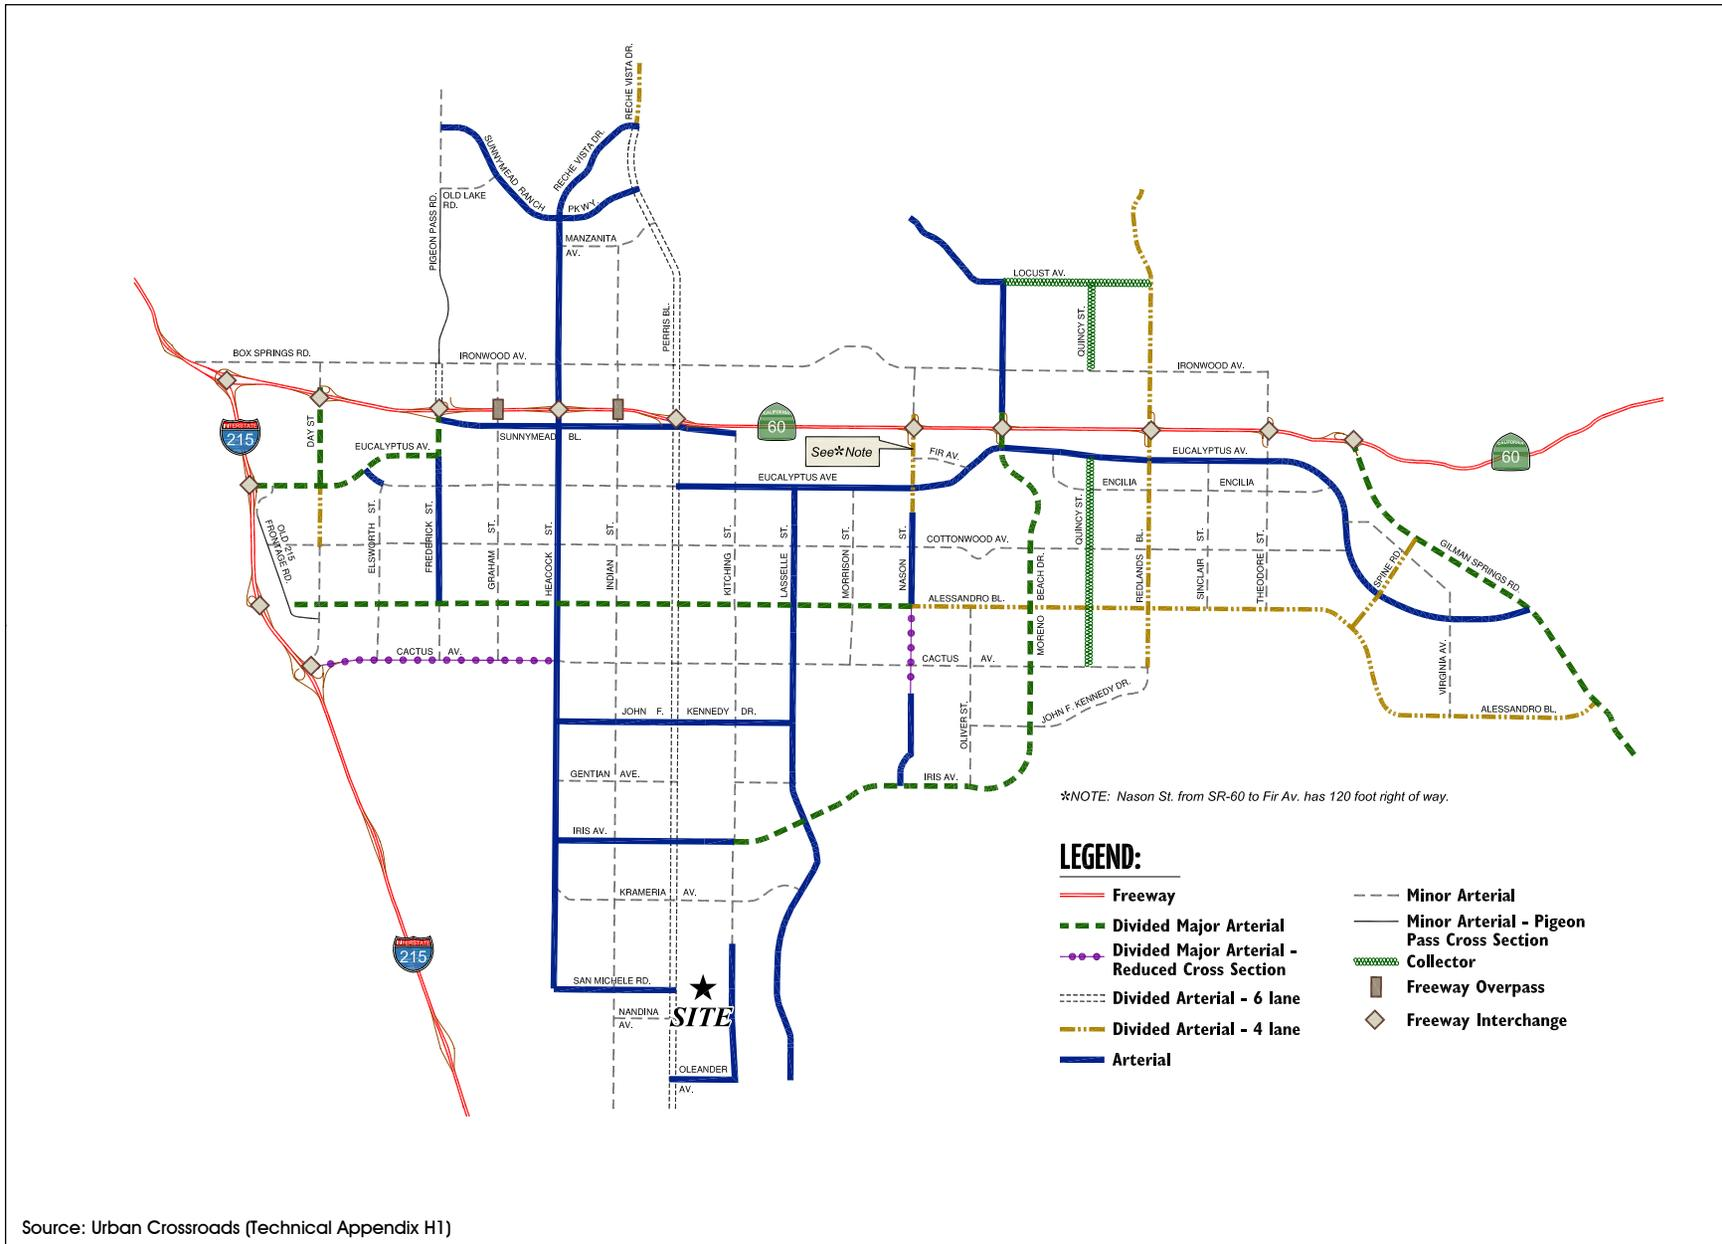 RECHE VISTA DR.
SUNNYMEAD RANCH
PKWY.
RECHE VISTA DR.
OLD LAKE
RD.
PIGEON PASS RD.
MANZANITA
AV.
PERRIS BL.
LOCUST AV.
QUINCY ST.
BOX SPRINGS RD.
IRONWOOD AV.
IRONWOOD AV.
INTERSTATE
215
DAY ST
CALIFORNIA
60
CALIFORNIA
60
SUNNYMEAD BL.
See*Note
FIR AV.
EUCALYPTUS AV.
EUCALYPTUS AVE
EUCALYPTUS AV.
ENCILIA
ENCILIA
OLD 215
FRONTAGE RD.
ELSWORTH ST.
FREDERICK ST.
GRAHAM ST.
HEACOCK ST.
INDIAN ST.
KITCHING ST.
LASSELLE ST.
MORRISON ST.
NASON ST.
COTTONWOOD AV.
MORENO BEACH DR.
QUINCY ST.
REDLANDS BL.
SINCLAIR ST.
THEODORE ST.
SPINE RD.
GILMAN SPRINGS RD.
ALESSANDRO BL.
CACTUS AV.
CACTUS AV.
VIRGINIA AV.
JOHN F. KENNEDY DR.
JOHN F. KENNEDY DR.
OLIVER ST.
ALESSANDRO BL.
GENTIAN AVE.
IRIS AV.
IRIS AV.
KRAMERIA AV.
INTERSTATE
215
SAN MICHELE RD.
SITE
NANDINA
AV.
OLEANDER
AV.
*NOTE: Nason St. from SR-60 to Fir Av. has 120 foot right of way.
LEGEND:
Freeway
Divided Major Arterial
Divided Major Arterial -
Reduced Cross Section
Divided Arterial - 6 lane
Divided Arterial - 4 lane
Arterial
Minor Arterial
Minor Arterial - Pigeon
Pass Cross Section
Collector
Freeway Overpass
Freeway Interchange
Source: Urban Crossroads (Technical Appendix H1)